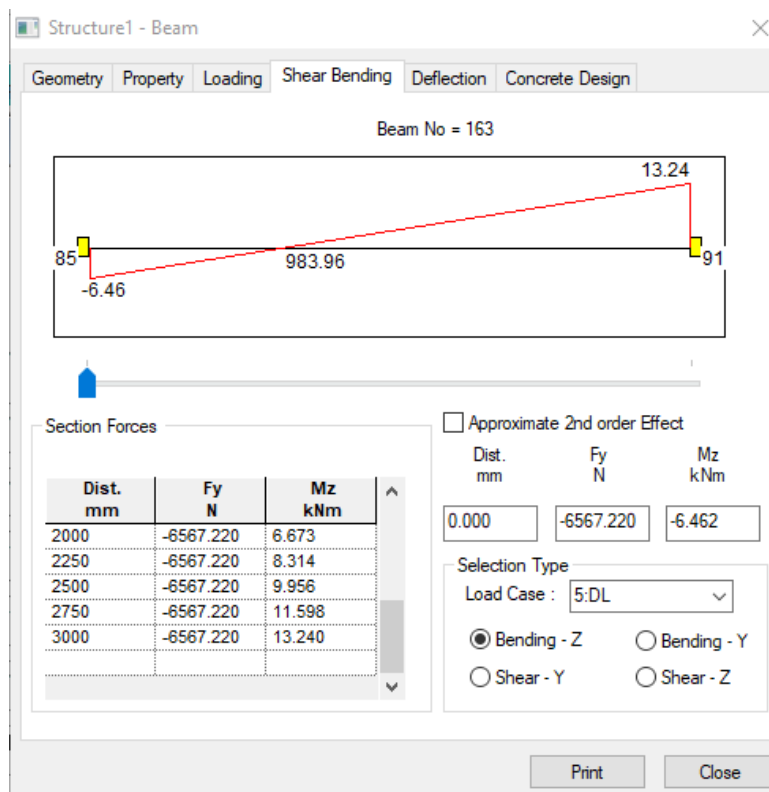 Structure1 - Beam
Geometry Property Loading Shear Bending Deflection Concrete Design
Beam No = 163
13.24
85 983.96 91
-6.46
Section Forces
Approximate 2nd order Effect
Dist. Fy Mz
mm N kNm
0.000 -6567.220 -6.462
Dist. Fy Mz
mm N kNm
2000 -6567.220 6.673
2250 -6567.220 8.314
2500 -6567.220 9.956
2750 -6567.220 11.598
3000 -6567.220 13.240
Selection Type
Load Case : 5:DL
Bending - Z Bending - Y
Shear - Y Shear - Z
Print Close